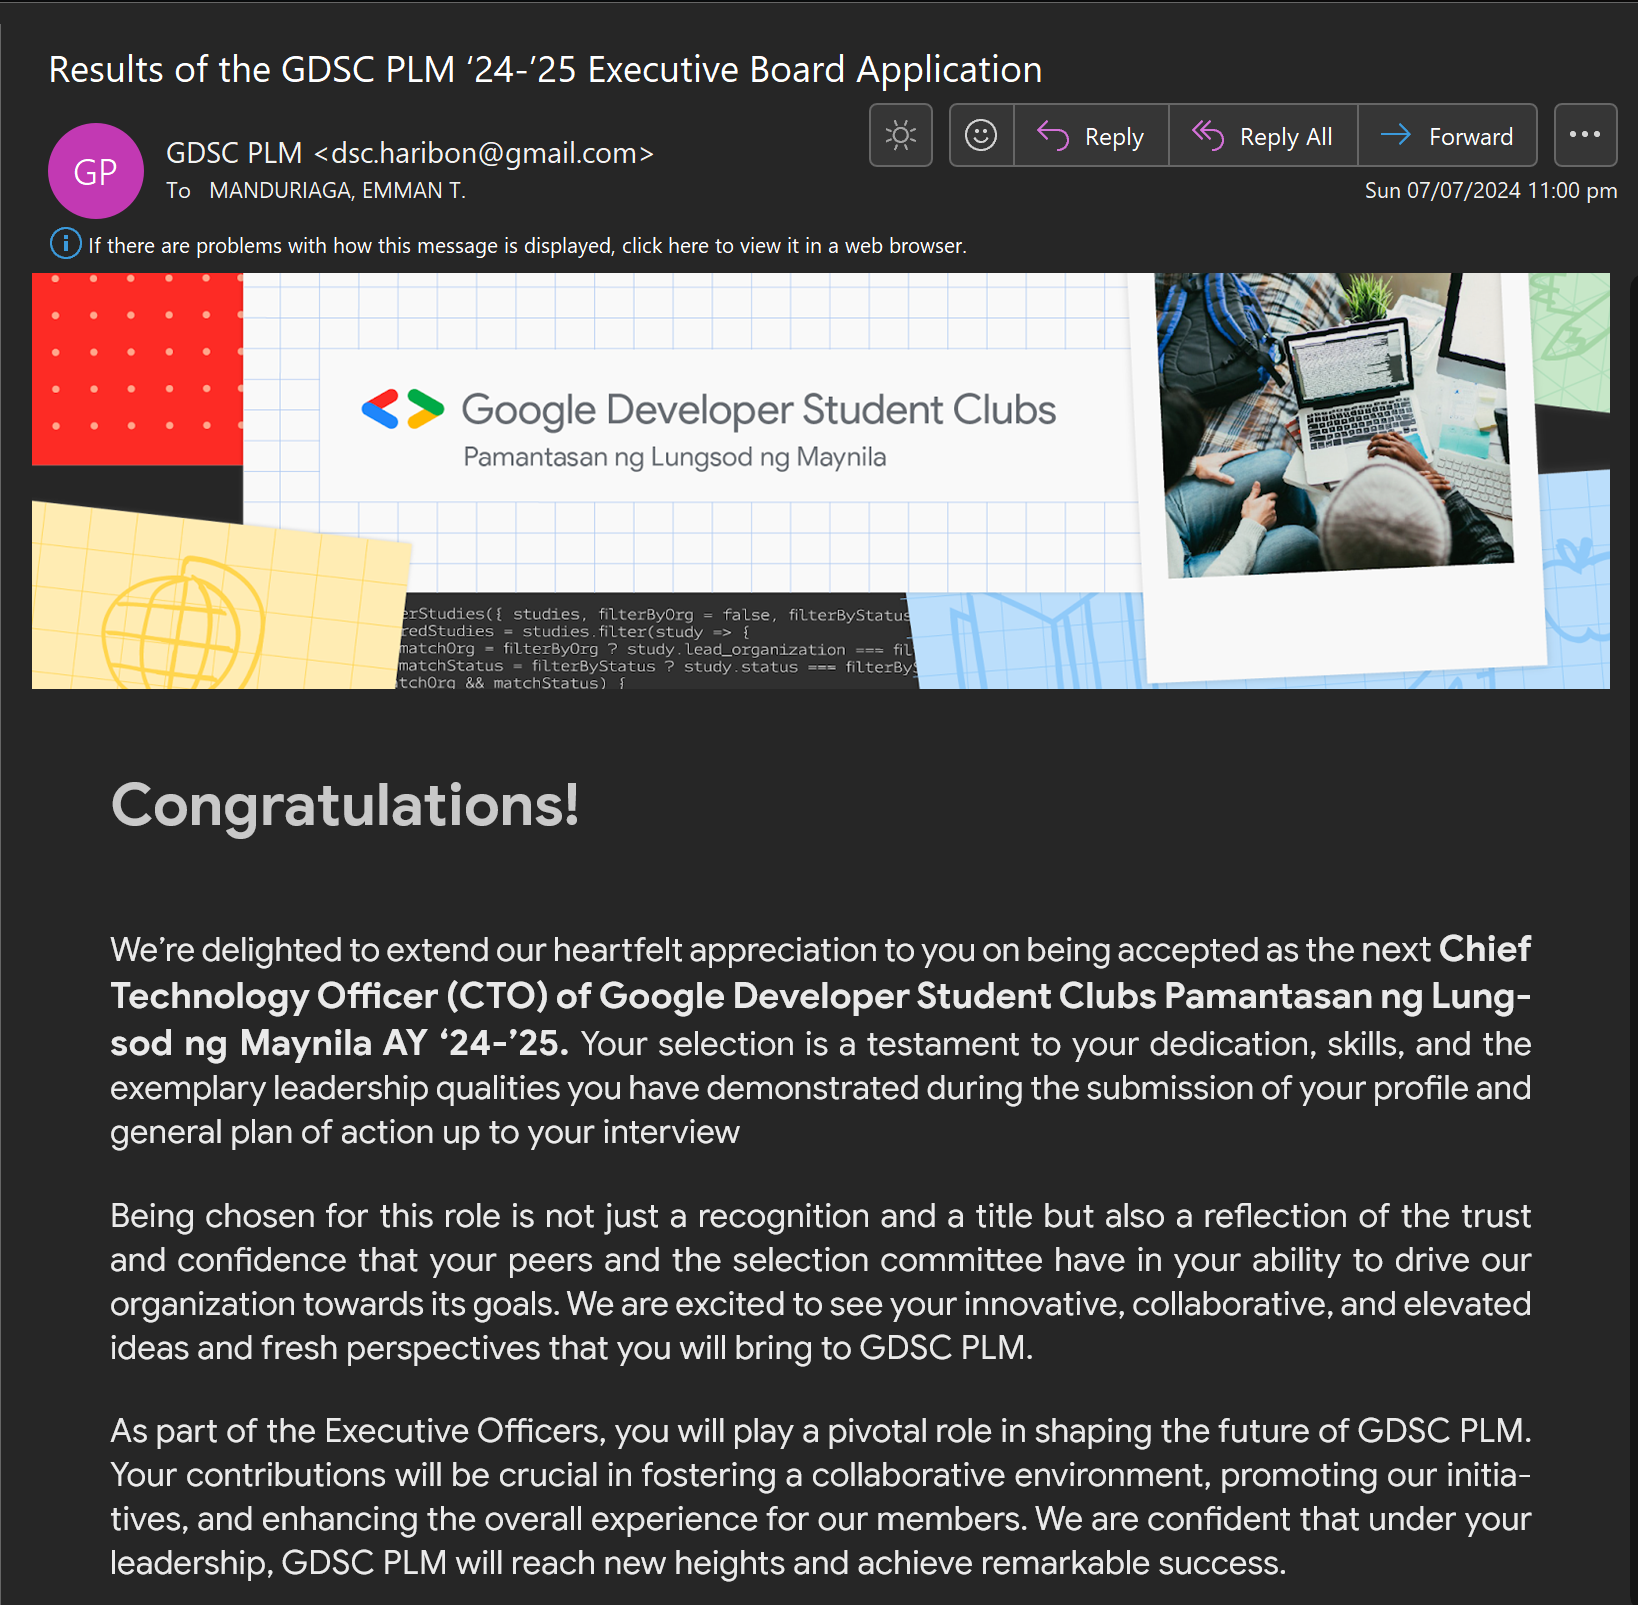 Results of the GDSC PLM ‘24-’25 Executive Board Application
GP
GDSC PLM <dsc.haribon@gmail.com>
To MANDURIAGA, EMMAN T.
Reply
Reply All
Forward
Sun 07/07/2024 11:00 pm
If there are problems with how this message is displayed, click here to view it in a web browser.
Google Developer Student Clubs
Pamantasan ng Lungsod ng Maynila
erStudies({ studies, filterByOrg = false, filterByStatus
redStudies = studies.filter(study => {
matchOrg = filterByOrg ? study.lead_organization === fil
matchStatus = filterByStatus ? study.status === filterBy
tchOrg && matchStatus) {
Congratulations!
We’re delighted to extend our heartfelt appreciation to you on being accepted as the next Chief
Technology Officer (CTO) of Google Developer Student Clubs Pamantasan ng Lung-
sod ng Maynila AY ‘24-’25. Your selection is a testament to your dedication, skills, and the
exemplary leadership qualities you have demonstrated during the submission of your profile and
general plan of action up to your interview
Being chosen for this role is not just a recognition and a title but also a reflection of the trust
and confidence that your peers and the selection committee have in your ability to drive our
organization towards its goals. We are excited to see your innovative, collaborative, and elevated
ideas and fresh perspectives that you will bring to GDSC PLM.
As part of the Executive Officers, you will play a pivotal role in shaping the future of GDSC PLM.
Your contributions will be crucial in fostering a collaborative environment, promoting our initia-
tives, and enhancing the overall experience for our members. We are confident that under your
leadership, GDSC PLM will reach new heights and achieve remarkable success.